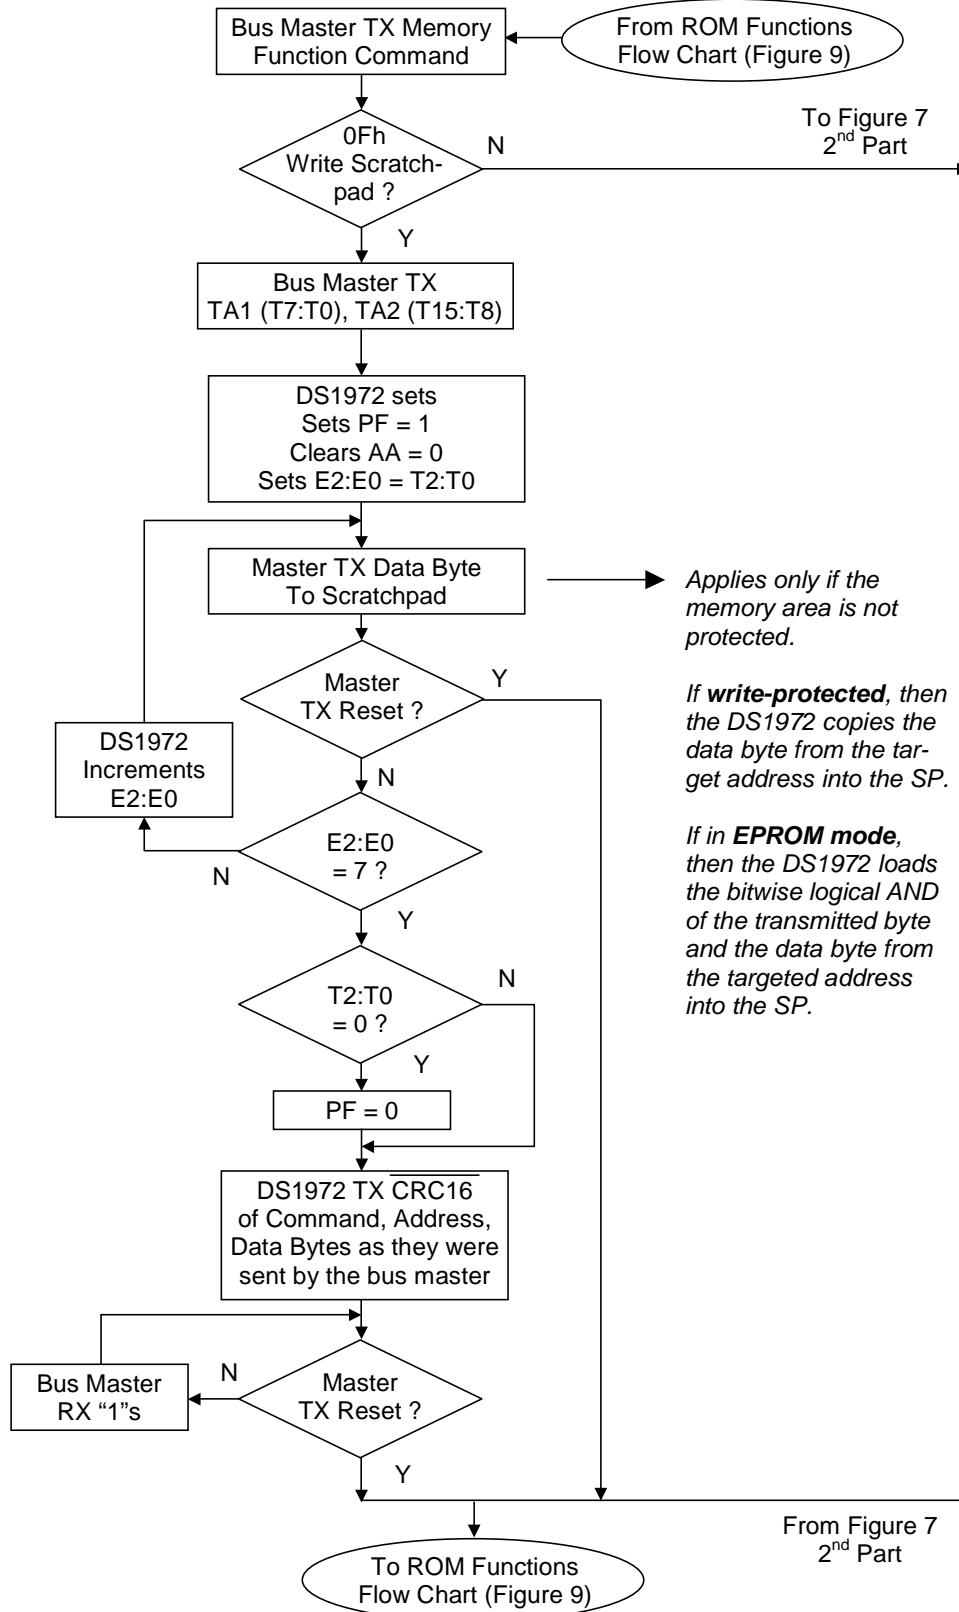 Bus Master TX Memory
Function Command
From ROM Functions
Flow Chart (Figure 9)
0Fh
Write Scratch-
pad ?
N
To Figure 7
2nd Part
Y
Bus Master TX
TA1 (T7:T0), TA2 (T15:T8)
DS1972 sets
Sets PF = 1
Clears AA = 0
Sets E2:E0 = T2:T0
Master TX Data Byte
To Scratchpad
Applies only if the
memory area is not
protected.
If write-protected, then
the DS1972 copies the
data byte from the tar-
get address into the SP.
If in EPROM mode,
then the DS1972 loads
the bitwise logical AND
of the transmitted byte
and the data byte from
the targeted address
into the SP.
Master
TX Reset ?
Y
N
DS1972
Increments
E2:E0
E2:E0
= 7 ?
N
Y
T2:T0
= 0 ?
N
Y
PF = 0
DS1972 TX CRC16
of Command, Address,
Data Bytes as they were
sent by the bus master
Bus Master
RX “1”s
N
Master
TX Reset ?
Y
From Figure 7
2nd Part
To ROM Functions
Flow Chart (Figure 9)